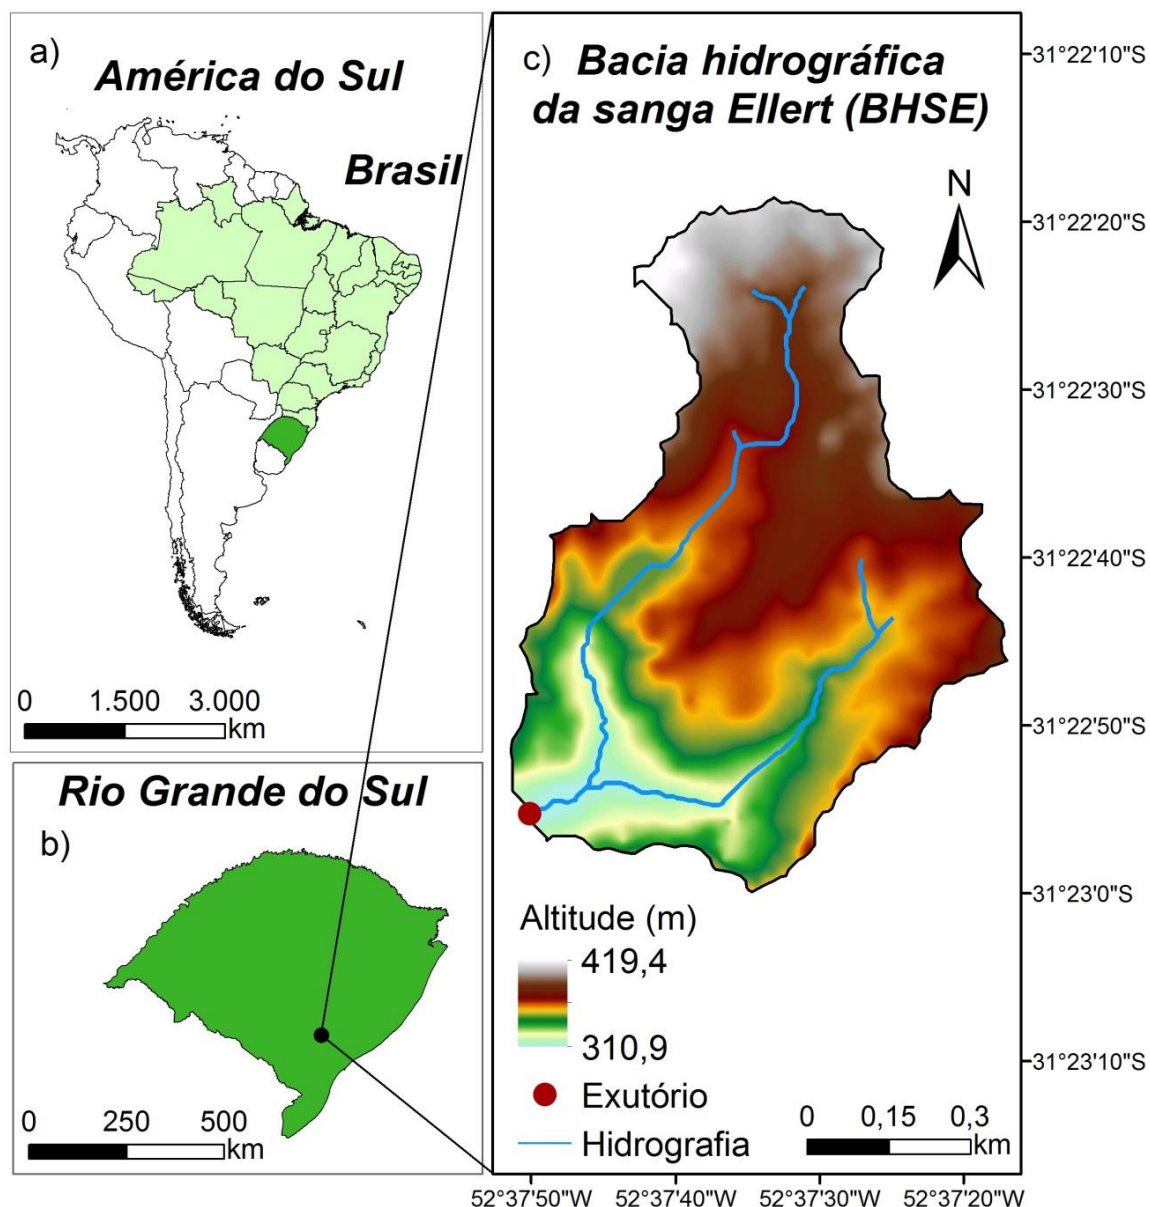 a)
América do Sul
Brasil
0 1.500 3.000
km
Rio Grande do Sul
b)
0 250 500
km
c) Bacia hidrográfica
da sanga Ellert (BHSE)
N
31°22'10"S
31°22'20"S
31°22'30"S
31°22'40"S
31°22'50"S
31°23'0"S
31°23'10"S
Altitude (m)
419,4
310,9
Exutório
Hidrografia
0 0,15 0,3
km
52°37'50"W 52°37'40"W 52°37'30"W 52°37'20"W